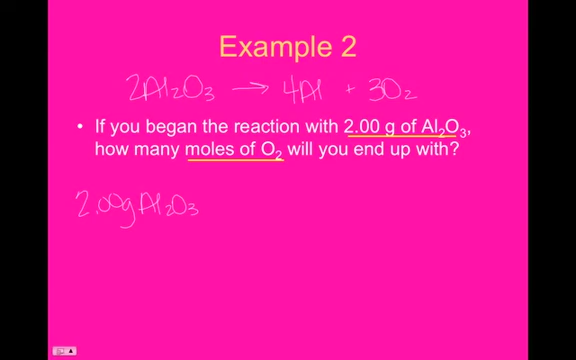 Example 2
2Al₂O₃ → 4Al + 3O₂
• If you began the reaction with 2.00 g of Al₂O₃,
how many moles of O₂ will you end up with?
2.00g Al₂O₃